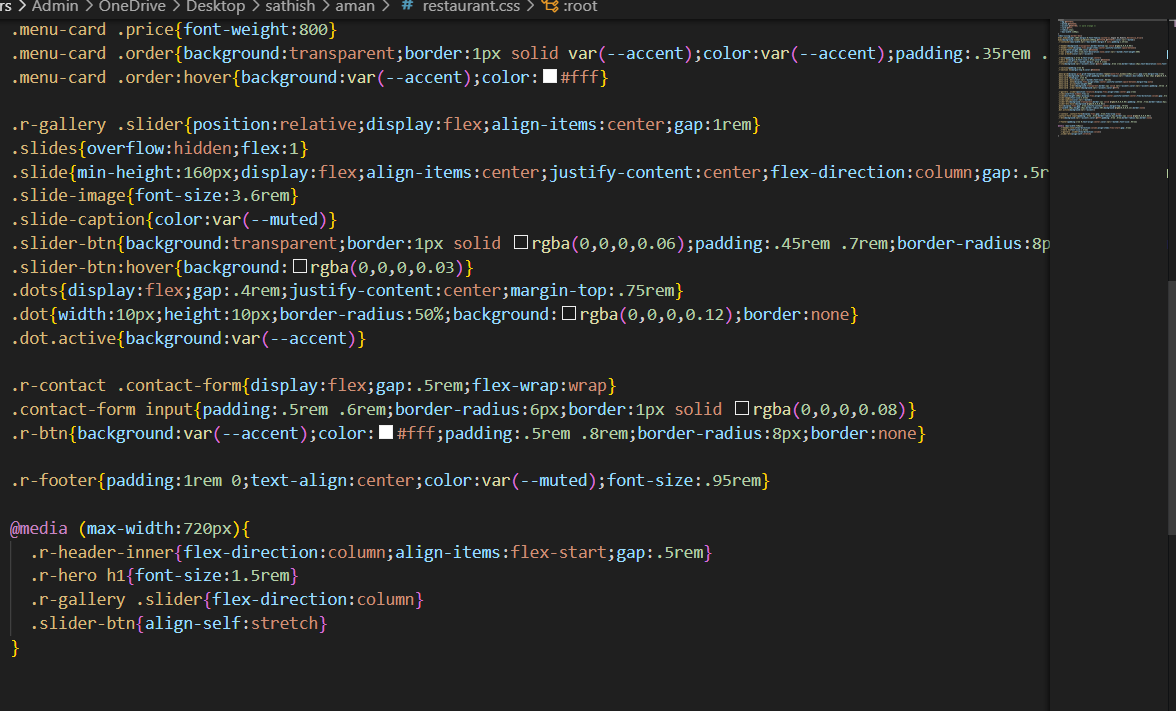 rs > Admin > OneDrive > Desktop > sathish > aman > # restaurant.css > :root
.menu-card .price{font-weight:800}
.menu-card .order{background:transparent;border:1px solid var(--accent);color:var(--accent);padding:.35rem .
.menu-card .order:hover{background:var(--accent);color:#fff}
.r-gallery .slider{position:relative;display:flex;align-items:center;gap:1rem}
.slides{overflow:hidden;flex:1}
.slide{min-height:160px;display:flex;align-items:center;justify-content:center;flex-direction:column;gap:.5r
.slide-image{font-size:3.6rem}
.slide-caption{color:var(--muted)}
.slider-btn{background:transparent;border:1px solid rgba(0,0,0,0.06);padding:.45rem .7rem;border-radius:8p
.slider-btn:hover{background:rgba(0,0,0,0.03)}
.dots{display:flex;gap:.4rem;justify-content:center;margin-top:.75rem}
.dot{width:10px;height:10px;border-radius:50%;background:rgba(0,0,0,0.12);border:none}
.dot.active{background:var(--accent)}
.r-contact .contact-form{display:flex;gap:.5rem;flex-wrap:wrap}
.contact-form input{padding:.5rem .6rem;border-radius:6px;border:1px solid rgba(0,0,0,0.08)}
.r-btn{background:var(--accent);color:#fff;padding:.5rem .8rem;border-radius:8px;border:none}
.r-footer{padding:1rem 0;text-align:center;color:var(--muted);font-size:.95rem}
@media (max-width:720px){
  .r-header-inner{flex-direction:column;align-items:flex-start;gap:.5rem}
  .r-hero h1{font-size:1.5rem}
  .r-gallery .slider{flex-direction:column}
  .slider-btn{align-self:stretch}
}